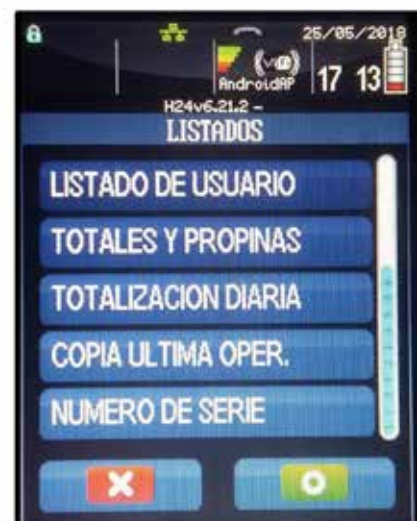 25/05/2018
AndroidAP
17 13
H24v6.21.2 -
LISTADOS
LISTADO DE USUARIO
TOTALES Y PROPINAS
TOTALIZACION DIARIA
COPIA ULTIMA OPER.
NUMERO DE SERIE